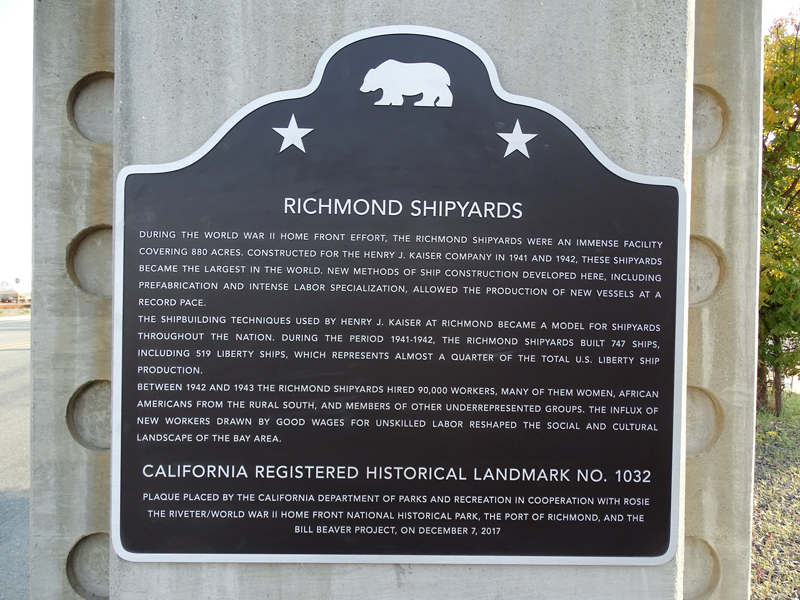 RICHMOND SHIPYARDS
DURING THE WORLD WAR II HOME FRONT EFFORT, THE RICHMOND SHIPYARDS WERE AN IMMENSE FACILITY
COVERING 880 ACRES. CONSTRUCTED FOR THE HENRY J. KAISER COMPANY IN 1941 AND 1942, THESE SHIPYARDS
BECAME THE LARGEST IN THE WORLD. NEW METHODS OF SHIP CONSTRUCTION DEVELOPED HERE, INCLUDING
PREFABRICATION AND INTENSE LABOR SPECIALIZATION, ALLOWED THE PRODUCTION OF NEW VESSELS AT A
RECORD PACE.
THE SHIPBUILDING TECHNIQUES USED BY HENRY J. KAISER AT RICHMOND BECAME A MODEL FOR SHIPYARDS
THROUGHOUT THE NATION. DURING THE PERIOD 1941-1942, THE RICHMOND SHIPYARDS BUILT 747 SHIPS,
INCLUDING 519 LIBERTY SHIPS, WHICH REPRESENTS ALMOST A QUARTER OF THE TOTAL U.S. LIBERTY SHIP
PRODUCTION.
BETWEEN 1942 AND 1943 THE RICHMOND SHIPYARDS HIRED 90,000 WORKERS, MANY OF THEM WOMEN, AFRICAN
AMERICANS FROM THE RURAL SOUTH, AND MEMBERS OF OTHER UNDERREPRESENTED GROUPS. THE INFLUX OF
NEW WORKERS DRAWN BY GOOD WAGES FOR UNSKILLED LABOR RESHAPED THE SOCIAL AND CULTURAL
LANDSCAPE OF THE BAY AREA.
CALIFORNIA REGISTERED HISTORICAL LANDMARK NO. 1032
PLAQUE PLACED BY THE CALIFORNIA DEPARTMENT OF PARKS AND RECREATION IN COOPERATION WITH ROSIE
THE RIVETER/WORLD WAR II HOME FRONT NATIONAL HISTORICAL PARK, THE PORT OF RICHMOND, AND THE
BILL BEAVER PROJECT, ON DECEMBER 7, 2017